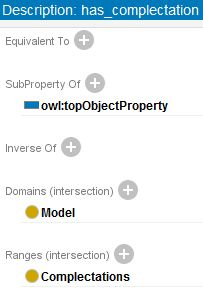 Description: has_complectation
Equivalent To
SubProperty Of
owl:topObjectProperty
Inverse Of
Domains (intersection)
Model
Ranges (intersection)
Complectations